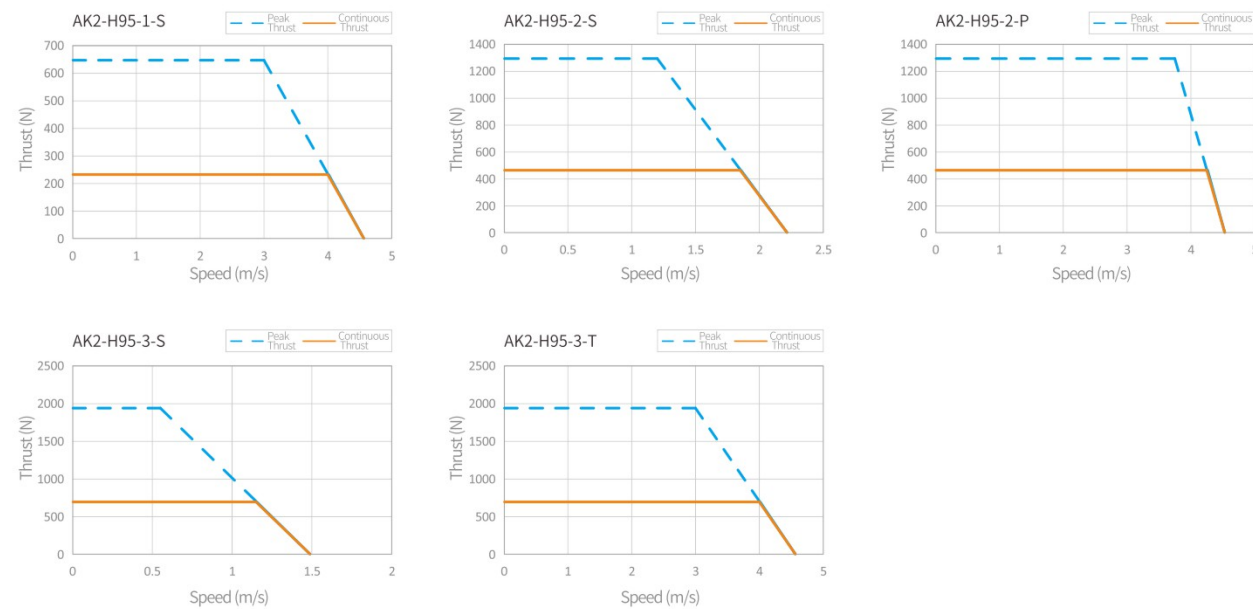 AK2-H95-1-S
Peak Thrust
Continuous Thrust
Thrust (N)
700
600
500
400
300
200
100
0
0 1 2 3 4 5
Speed (m/s)
AK2-H95-2-S
Peak Thrust
Continuous Thrust
Thrust (N)
1400
1200
1000
800
600
400
200
0
0 0.5 1 1.5 2 2.5
Speed (m/s)
AK2-H95-2-P
Peak Thrust
Continuous Thrust
Thrust (N)
1400
1200
1000
800
600
400
200
0
0 1 2 3 4 5
Speed (m/s)
AK2-H95-3-S
Peak Thrust
Continuous Thrust
Thrust (N)
2500
2000
1500
1000
500
0
0 0.5 1 1.5 2
Speed (m/s)
AK2-H95-3-T
Peak Thrust
Continuous Thrust
Thrust (N)
2500
2000
1500
1000
500
0
0 1 2 3 4 5
Speed (m/s)